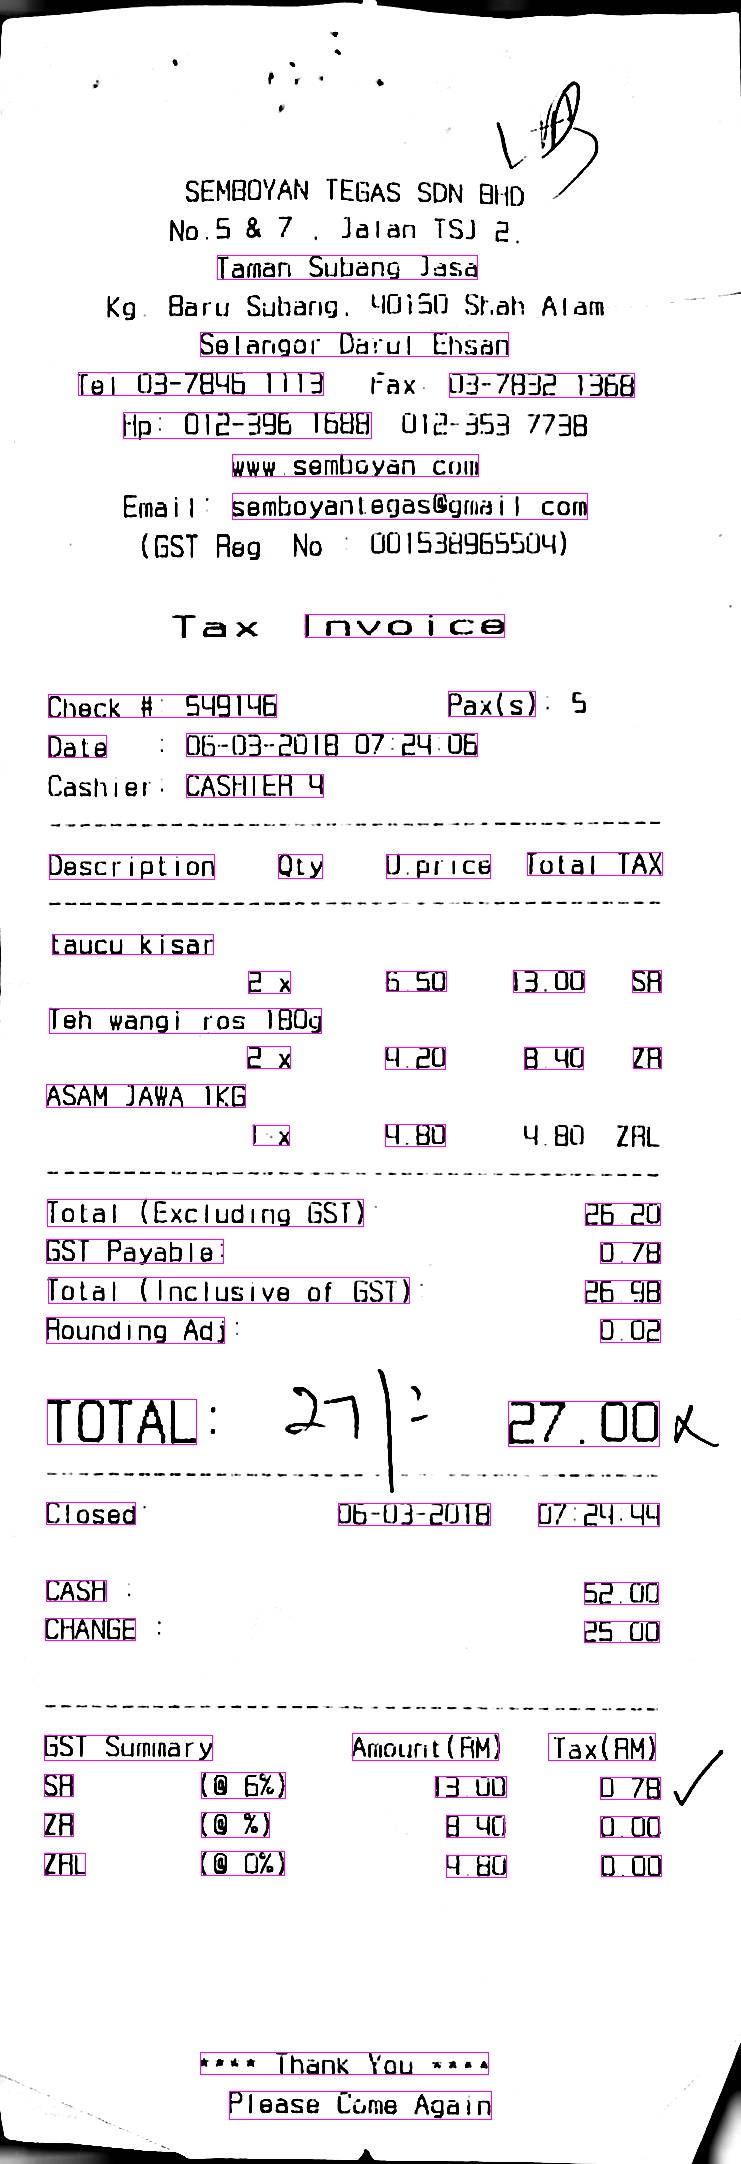 SEMBOYAN TEGAS SDN BHD
No.5 & 7 , Jalan TSJ 2,
Taman Subang Jasa
Kg. Baru Subang, 40150 Shah Alam
Selangor Darul Ehsan
Tel 03-7846 1113 Fax 03-7832 1368
Hp: 012-396 1688 012-353 7738
www.semboyan.com
Email: semboyantegas@gmail.com
(GST Reg No : 001538965504)
Tax Invoice
Check #: 549146 Pax(s): 5
Date : 06-03-2018 07:24:06
Cashier: CASHIER 4
Description Qty U.price Total TAX
taucu kisar
2 x 6.50 13.00 SR
Teh wangi ros 180g
2 x 4.20 8.40 ZR
ASAM JAWA 1KG
1 x 4.80 4.80 ZRL
Total (Excluding GST): 26.20
GST Payable: 0.78
Total (Inclusive of GST): 26.98
Rounding Adj: 0.02
TOTAL: 27/= 27.00
Closed: 06-03-2018 07:24:44
CASH : 52.00
CHANGE : 25.00
GST Summary Amount(RM) Tax(RM)
SR (@ 6%) 13.00 0.78
ZR (@ %) 8.40 0.00
ZRL (@ 0%) 4.80 0.00
**** Thank You ****
Please Come Again